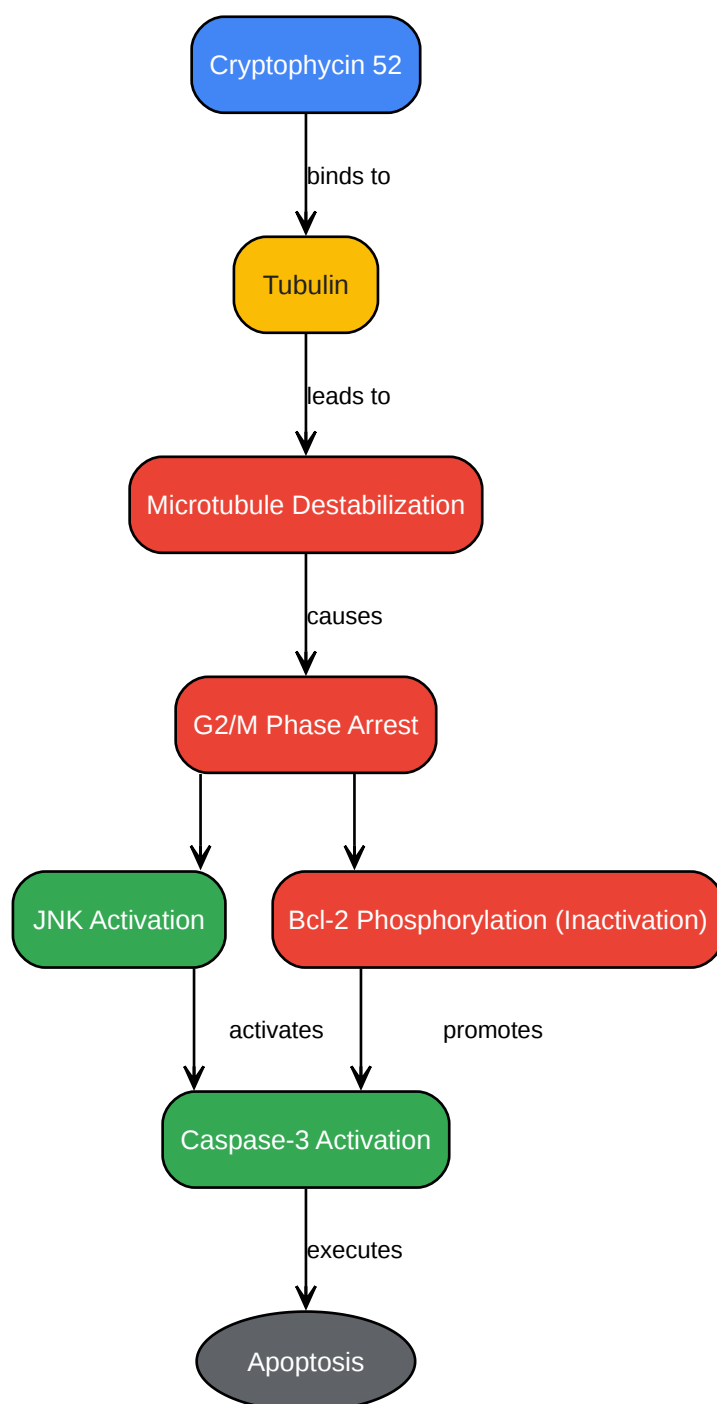 Cryptophycin 52
binds to
Tubulin
leads to
Microtubule Destabilization
causes
G2/M Phase Arrest
JNK Activation
Bcl-2 Phosphorylation (Inactivation)
activates
promotes
Caspase-3 Activation
executes
Apoptosis